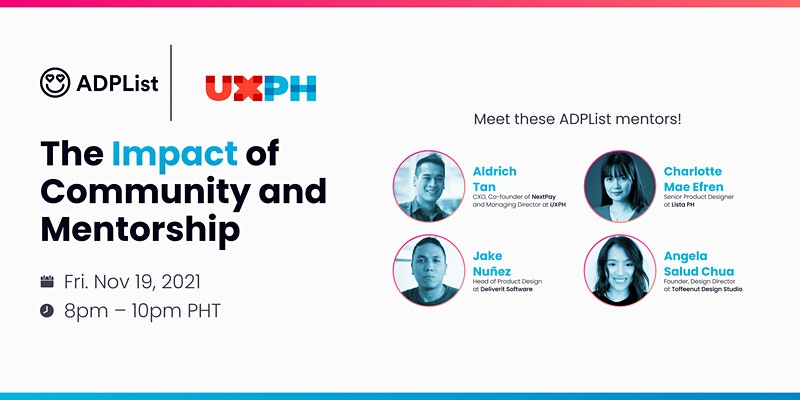 ADPList
UXPH
The Impact of
Community and
Mentorship
Fri. Nov 19, 2021
8pm – 10pm PHT
Meet these ADPList mentors!
Aldrich
Tan
CXO, Co-founder of NextPay
and Managing Director at UXPH
Charlotte
Mae Efren
Senior Product Designer
at Lista PH
Jake
Nuñez
Head of Product Design
at Deliverit Software
Angela
Salud Chua
Founder, Design Director
at Toffeenut Design Studio